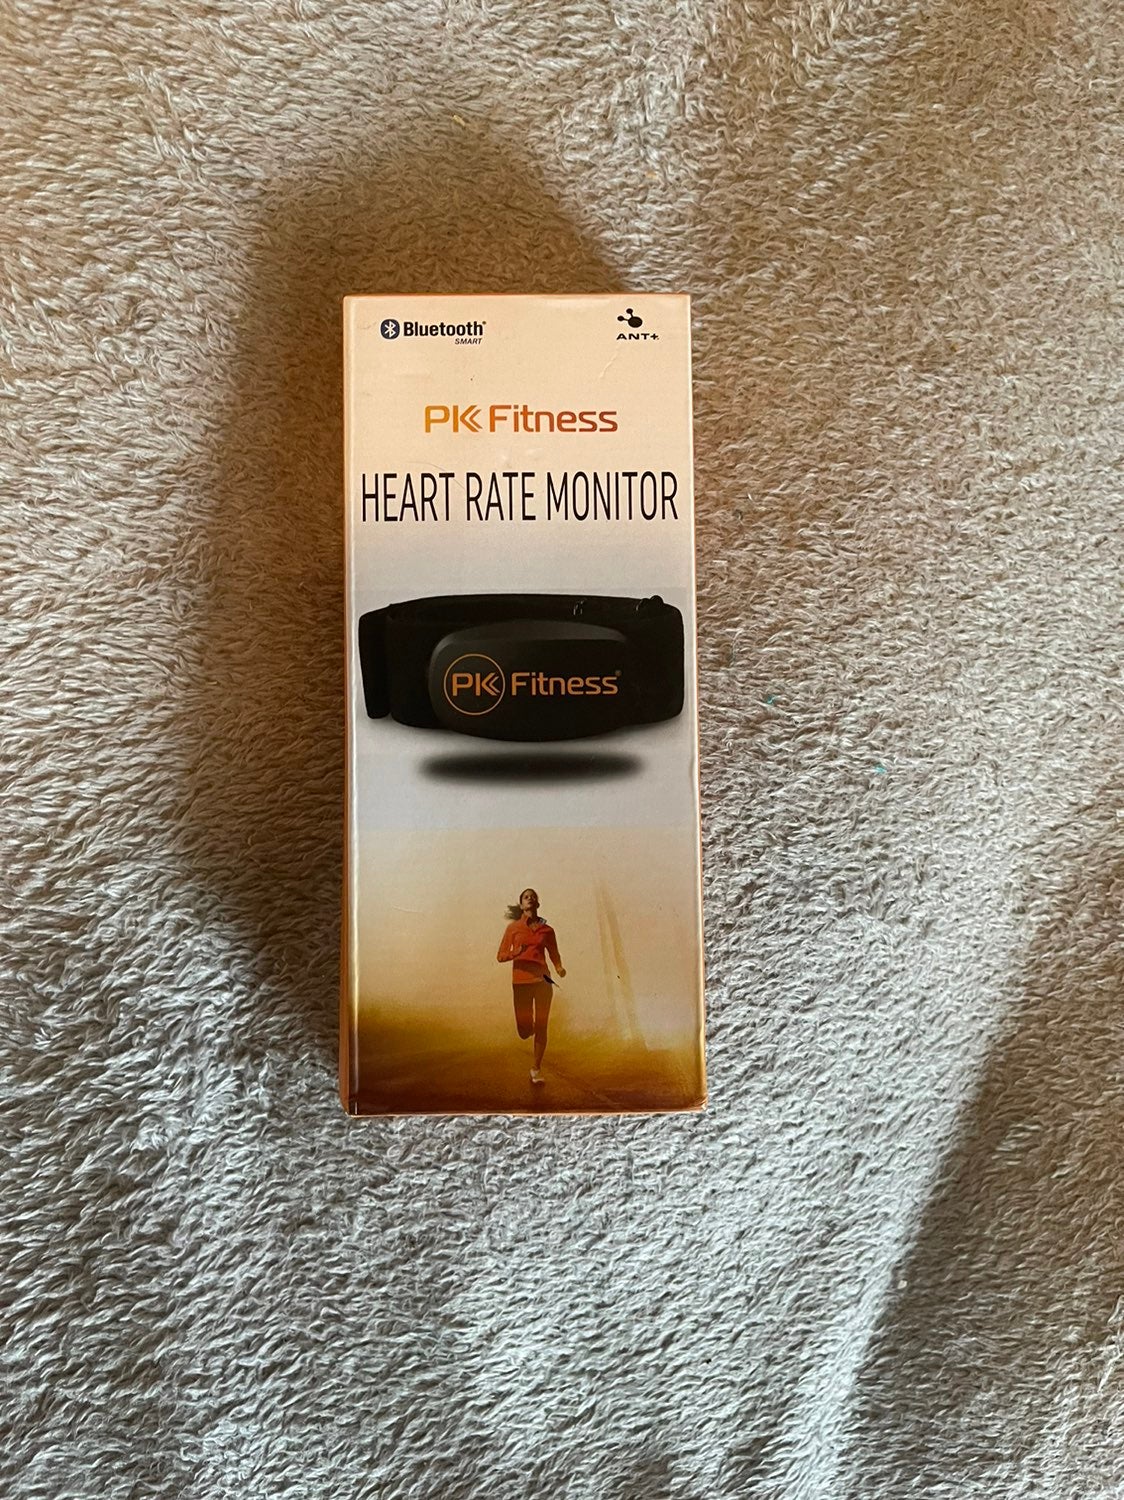 Bluetooth®
SMART
ANT+
PK Fitness
HEART RATE MONITOR
PK Fitness®